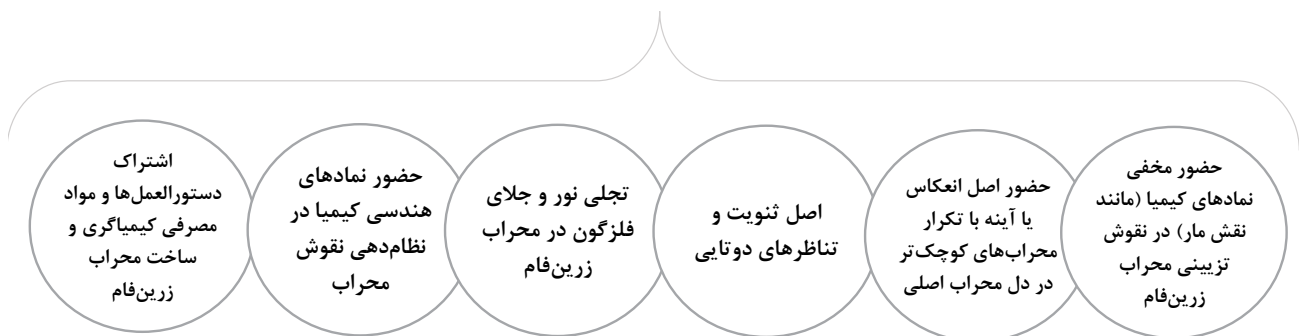 حضور مخفی
نمادهای کیمیا (مانند
نقش مار) در نقوش
تزیینی محراب
زرین‌فام
حضور اصل انعکاس
یا آینه با تکرار
محراب‌های کوچک‌تر
در دل محراب اصلی
اصل ثنویت و
تناظرهای دوتایی
تجلی نور و جلای
فلزگون در محراب
زرین‌فام
حضور نمادهای
هندسی کیمیا در
نظام‌دهی نقوش
محراب
اشتراک
دستورالعمل‌ها و مواد
مصرفی کیمیاگری و
ساخت محراب
زرین‌فام